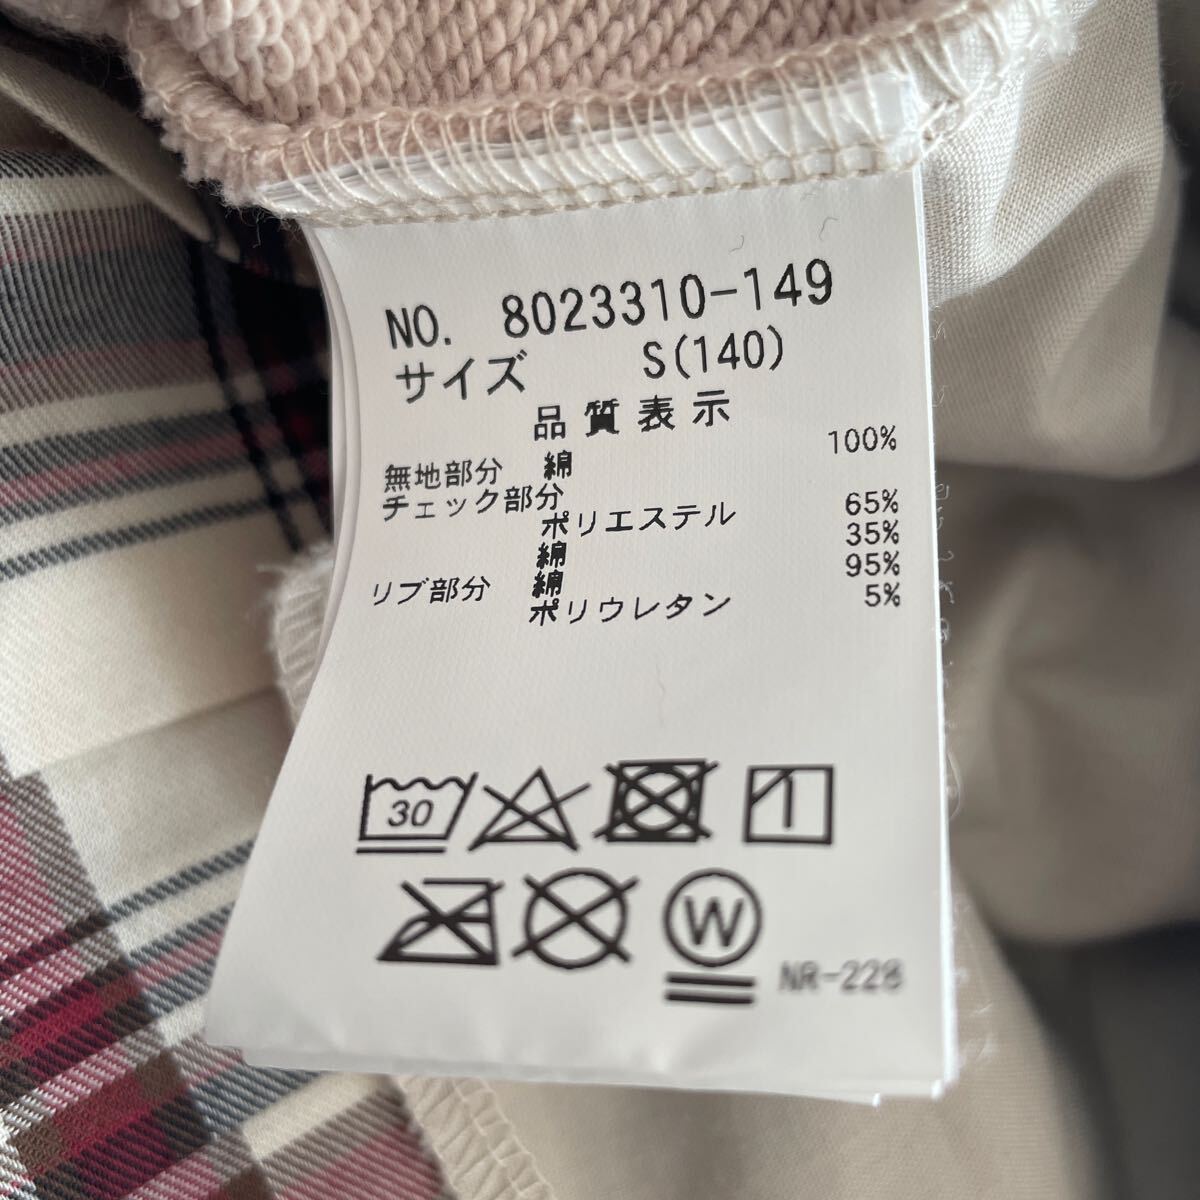 NO. 8023310-149
サイズ S(140)
品質表示
無地部分 綿 100%
チェック部分
ポリエステル 65%
綿 35%
リブ部分 綿 95%
ポリウレタン 5%
30
W
NR-228